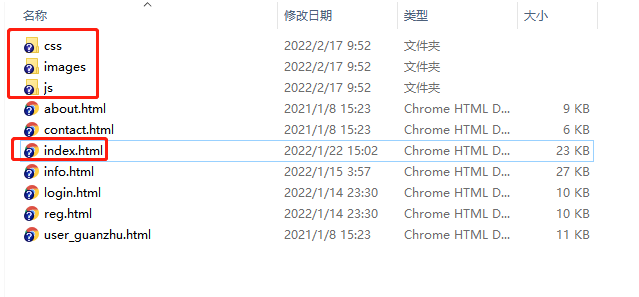 名称 修改日期 类型 大小
css 2022/2/17 9:52 文件夹
images 2022/2/17 9:52 文件夹
js 2022/2/17 9:52 文件夹
about.html 2021/1/8 15:23 Chrome HTML D... 9 KB
contact.html 2021/1/8 15:23 Chrome HTML D... 6 KB
index.html 2022/1/22 15:02 Chrome HTML D... 23 KB
info.html 2022/1/15 3:57 Chrome HTML D... 27 KB
login.html 2022/1/14 23:30 Chrome HTML D... 10 KB
reg.html 2022/1/14 23:30 Chrome HTML D... 10 KB
user_guanzhu.html 2021/1/8 15:23 Chrome HTML D... 11 KB